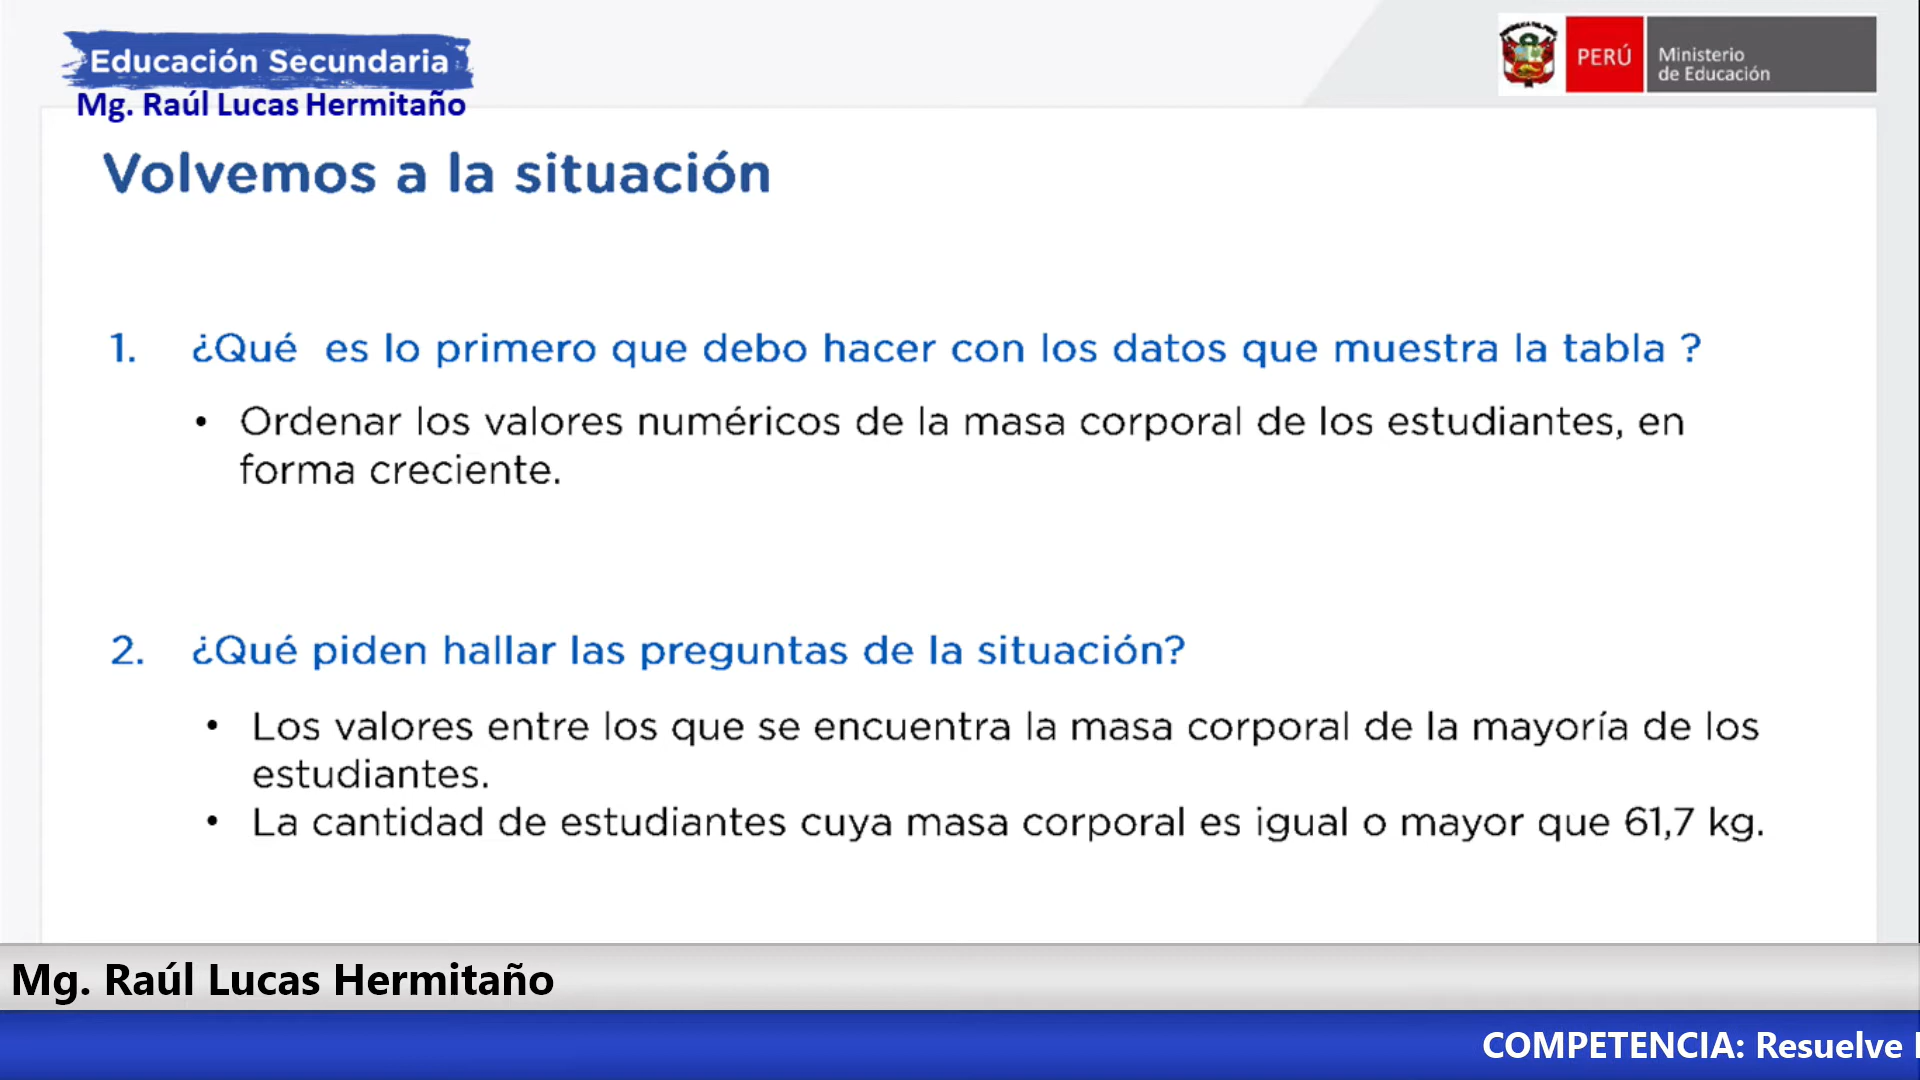 Educación Secundaria
Mg. Raúl Lucas Hermitaño
PERÚ
Ministerio
de Educación
Volvemos a la situación
1. ¿Qué es lo primero que debo hacer con los datos que muestra la tabla ?
• Ordenar los valores numéricos de la masa corporal de los estudiantes, en
forma creciente.
2. ¿Qué piden hallar las preguntas de la situación?
• Los valores entre los que se encuentra la masa corporal de la mayoría de los
estudiantes.
• La cantidad de estudiantes cuya masa corporal es igual o mayor que 61,7 kg.
Mg. Raúl Lucas Hermitaño
COMPETENCIA: Resuelve